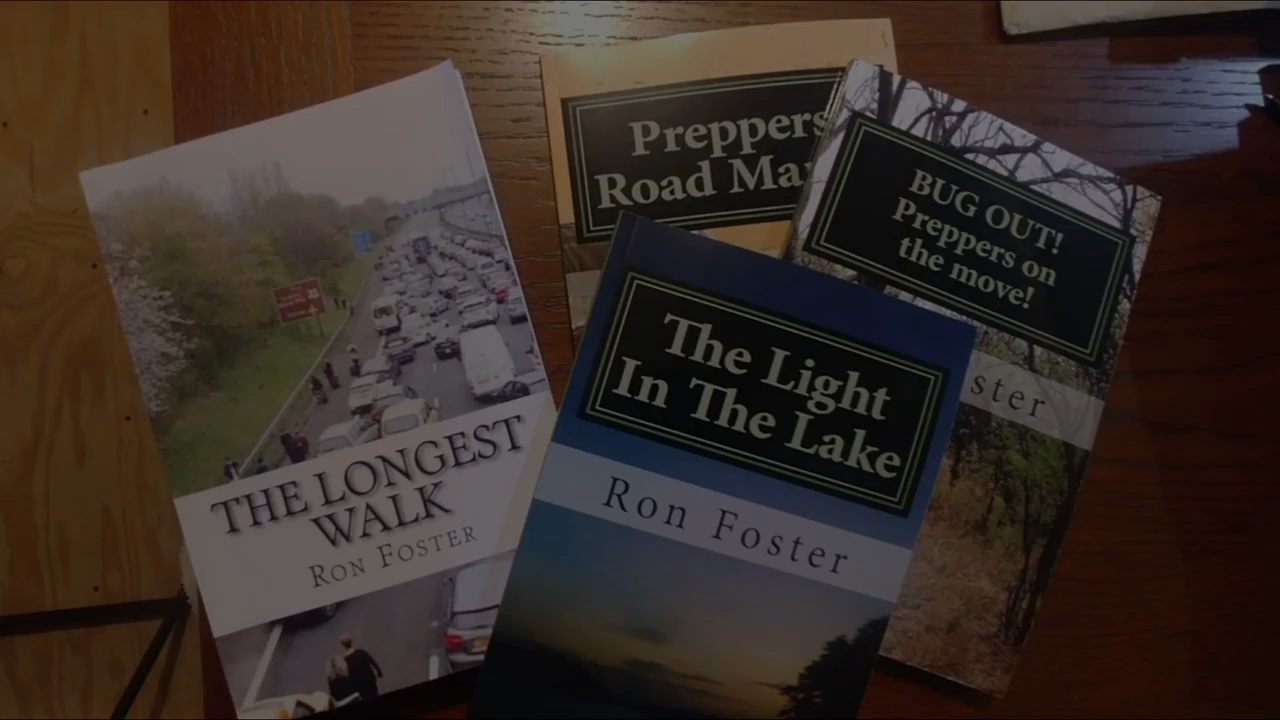 THE LONGEST
WALK
RON FOSTER
Preppers
Road Map
The Light
In The Lake
Ron Foster
BUG OUT!
Preppers on
the move!
ster